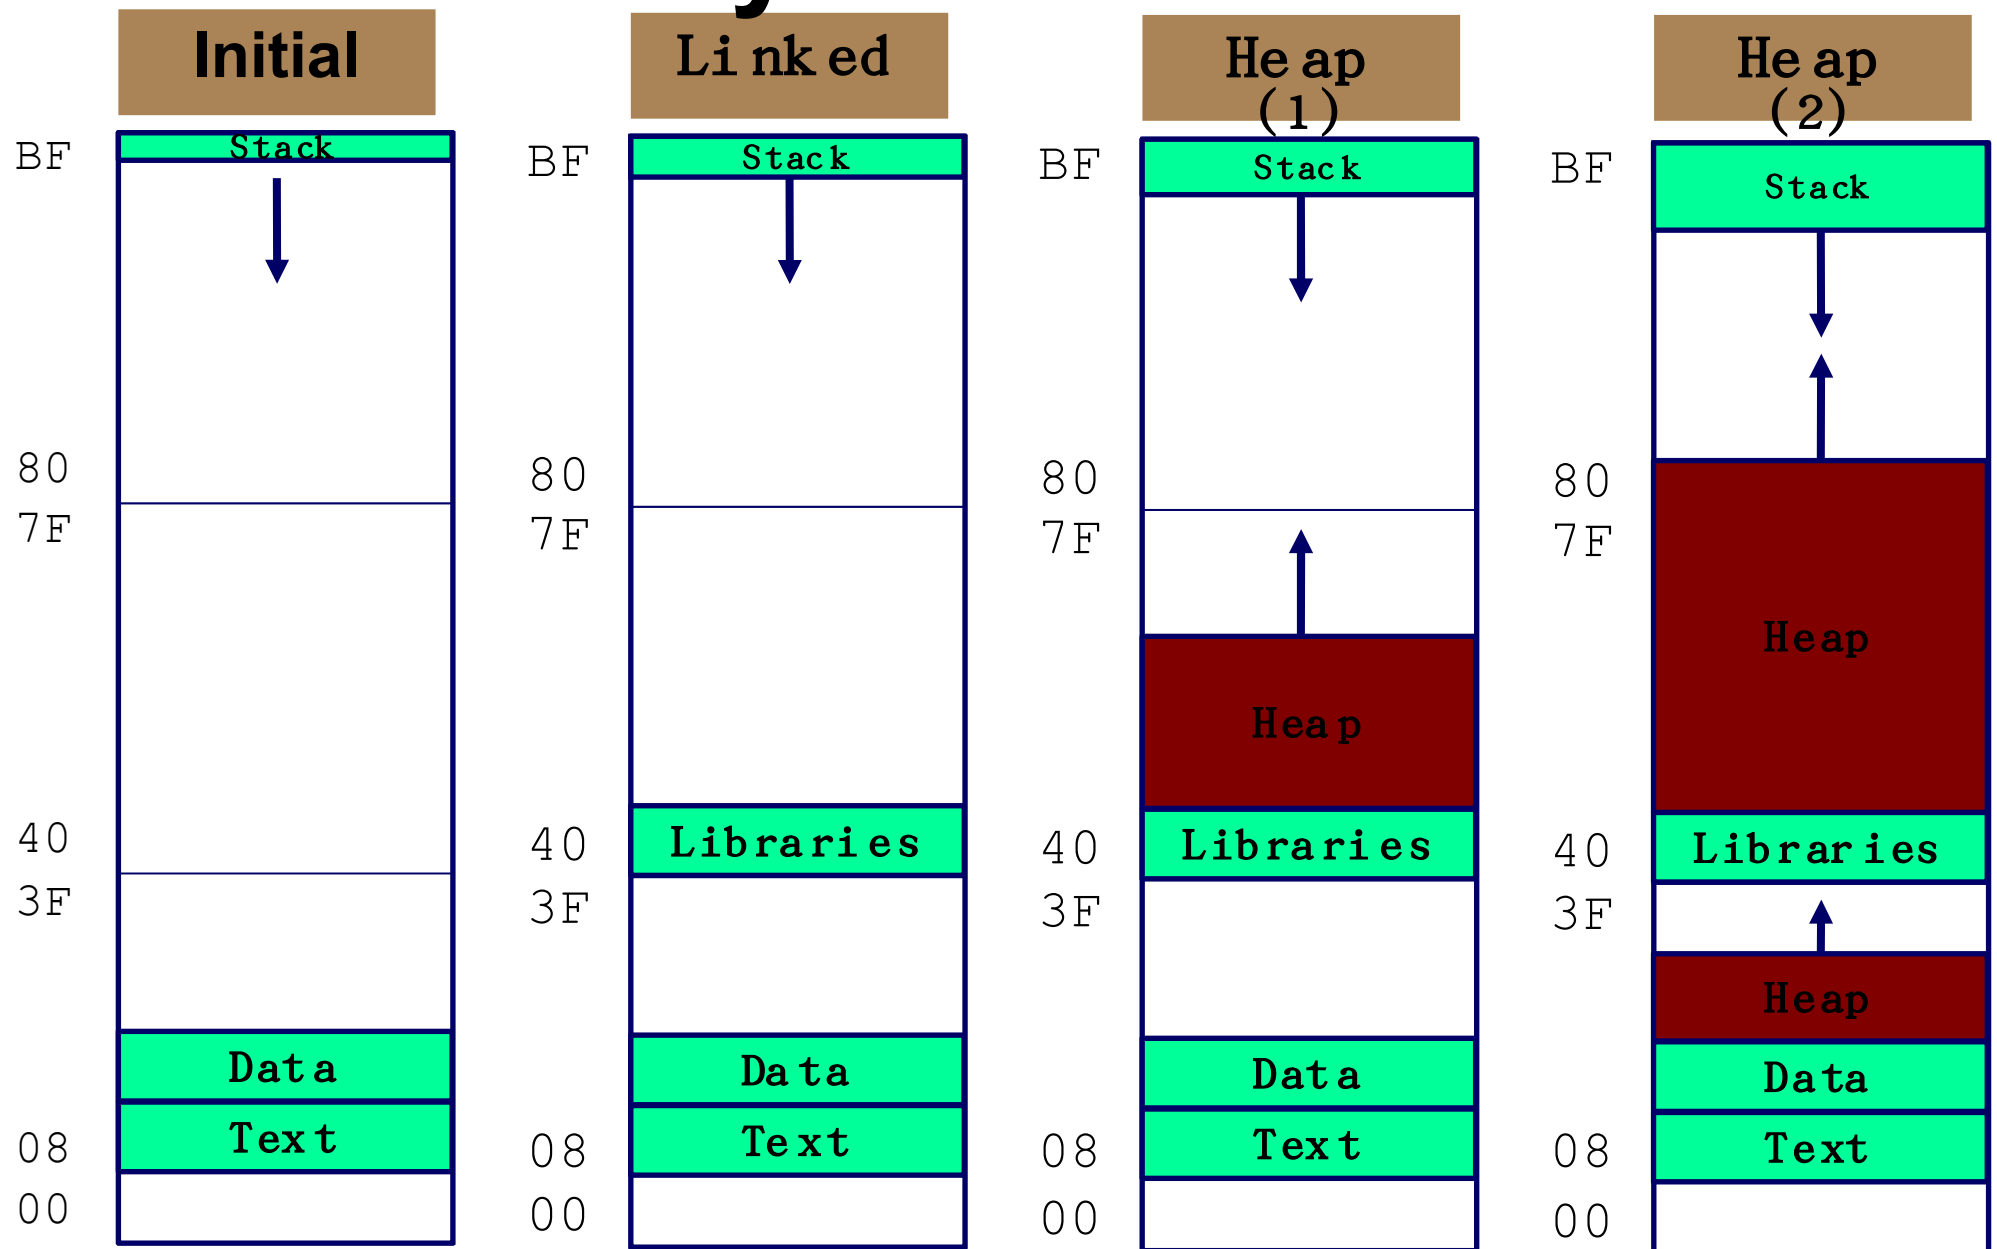 Initial
Stack
BF
80
7F
40
3F
Data
Text
08
00
Linked
Stack
BF
80
7F
Libraries
40
3F
Data
Text
08
00
Heap
(1)
Stack
BF
80
7F
Heap
Libraries
40
3F
Data
Text
08
00
Heap
(2)
Stack
BF
80
7F
Heap
Libraries
40
3F
Heap
Data
Text
08
00